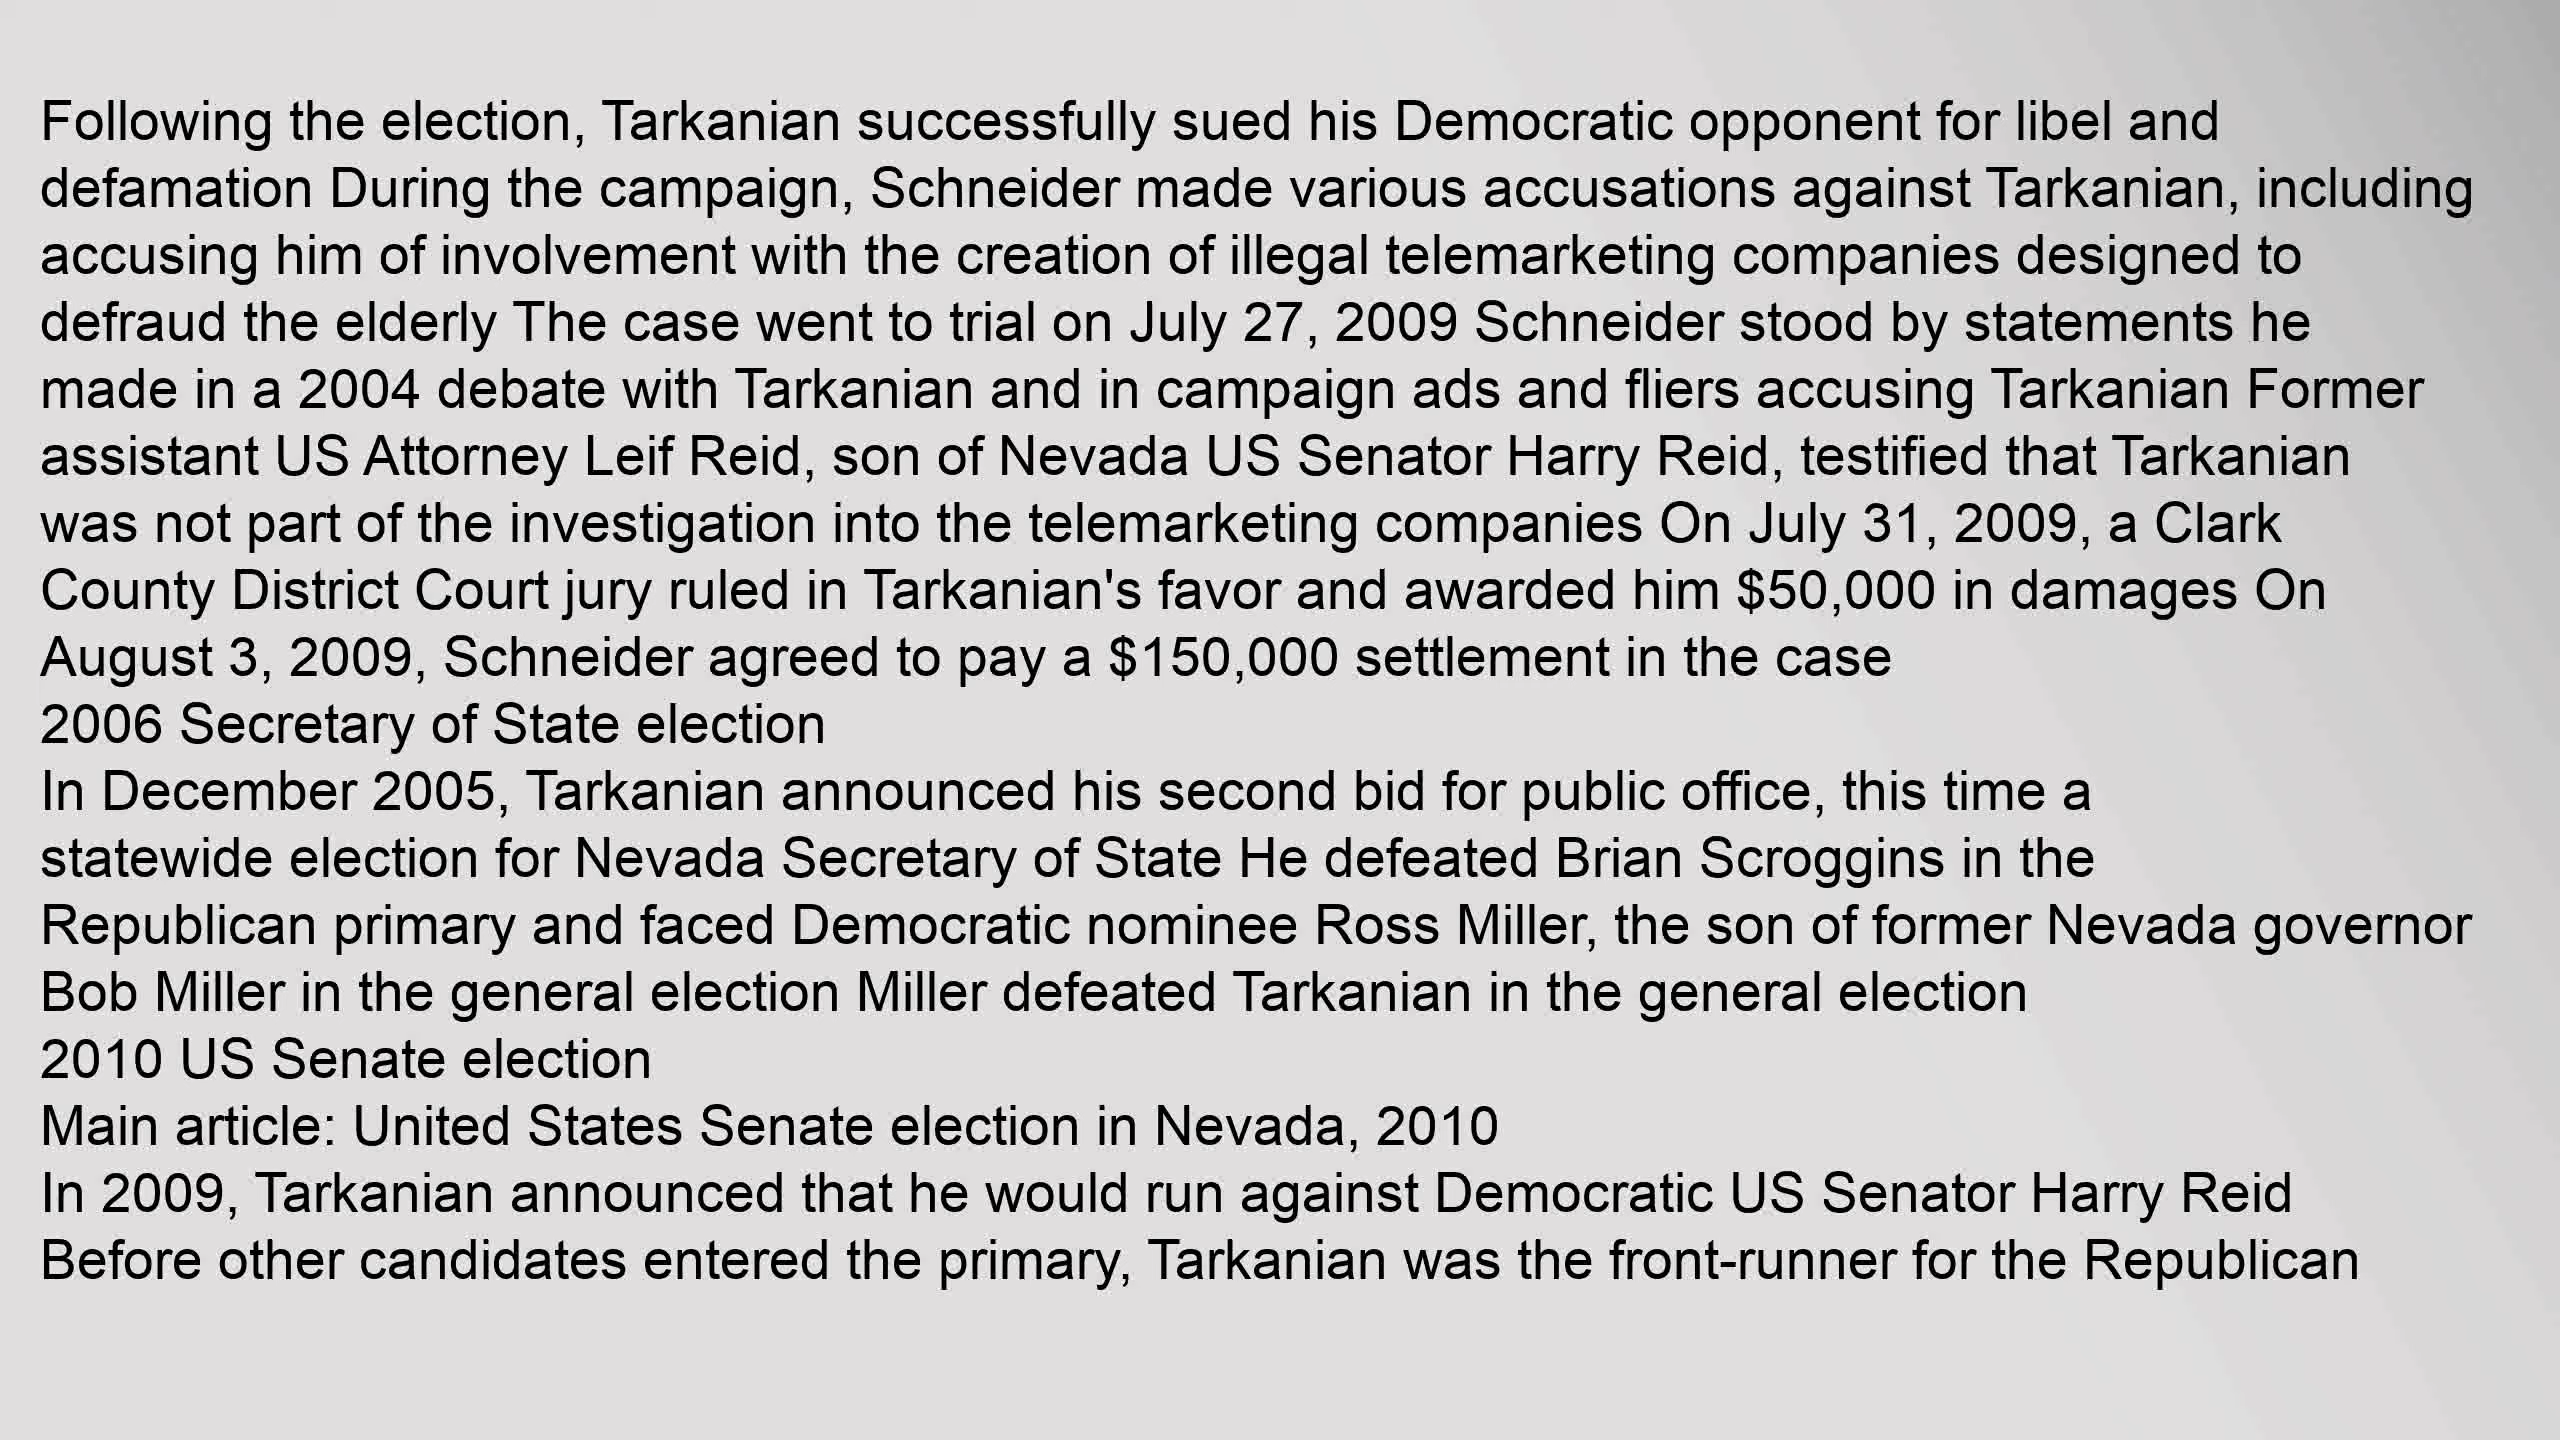 Following the election, Tarkanian successfully sued his Democratic opponent for libel and
defamation During the campaign, Schneider made various accusations against Tarkanian, including
accusing him of involvement with the creation of illegal telemarketing companies designed to
defraud the elderly The case went to trial on July 27, 2009 Schneider stood by statements he
made in a 2004 debate with Tarkanian and in campaign ads and fliers accusing Tarkanian Former
assistant US Attorney Leif Reid, son of Nevada US Senator Harry Reid, testified that Tarkanian
was not part of the investigation into the telemarketing companies On July 31, 2009, a Clark
County District Court jury ruled in Tarkanian's favor and awarded him $50,000 in damages On
August 3, 2009, Schneider agreed to pay a $150,000 settlement in the case
2006 Secretary of State election
In December 2005, Tarkanian announced his second bid for public office, this time a
statewide election for Nevada Secretary of State He defeated Brian Scroggins in the
Republican primary and faced Democratic nominee Ross Miller, the son of former Nevada governor
Bob Miller in the general election Miller defeated Tarkanian in the general election
2010 US Senate election
Main article: United States Senate election in Nevada, 2010
In 2009, Tarkanian announced that he would run against Democratic US Senator Harry Reid
Before other candidates entered the primary, Tarkanian was the front-runner for the Republican